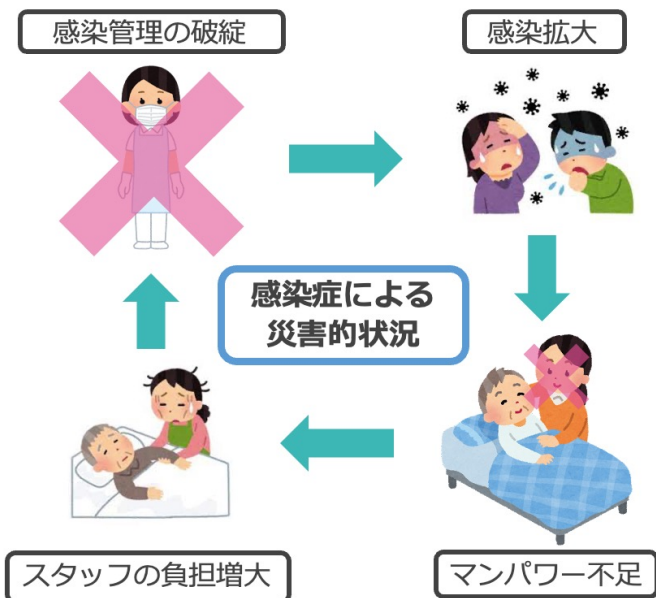 感染管理の破綻
感染拡大
感染症による
災害的状況
スタッフの負担増大
マンパワー不足